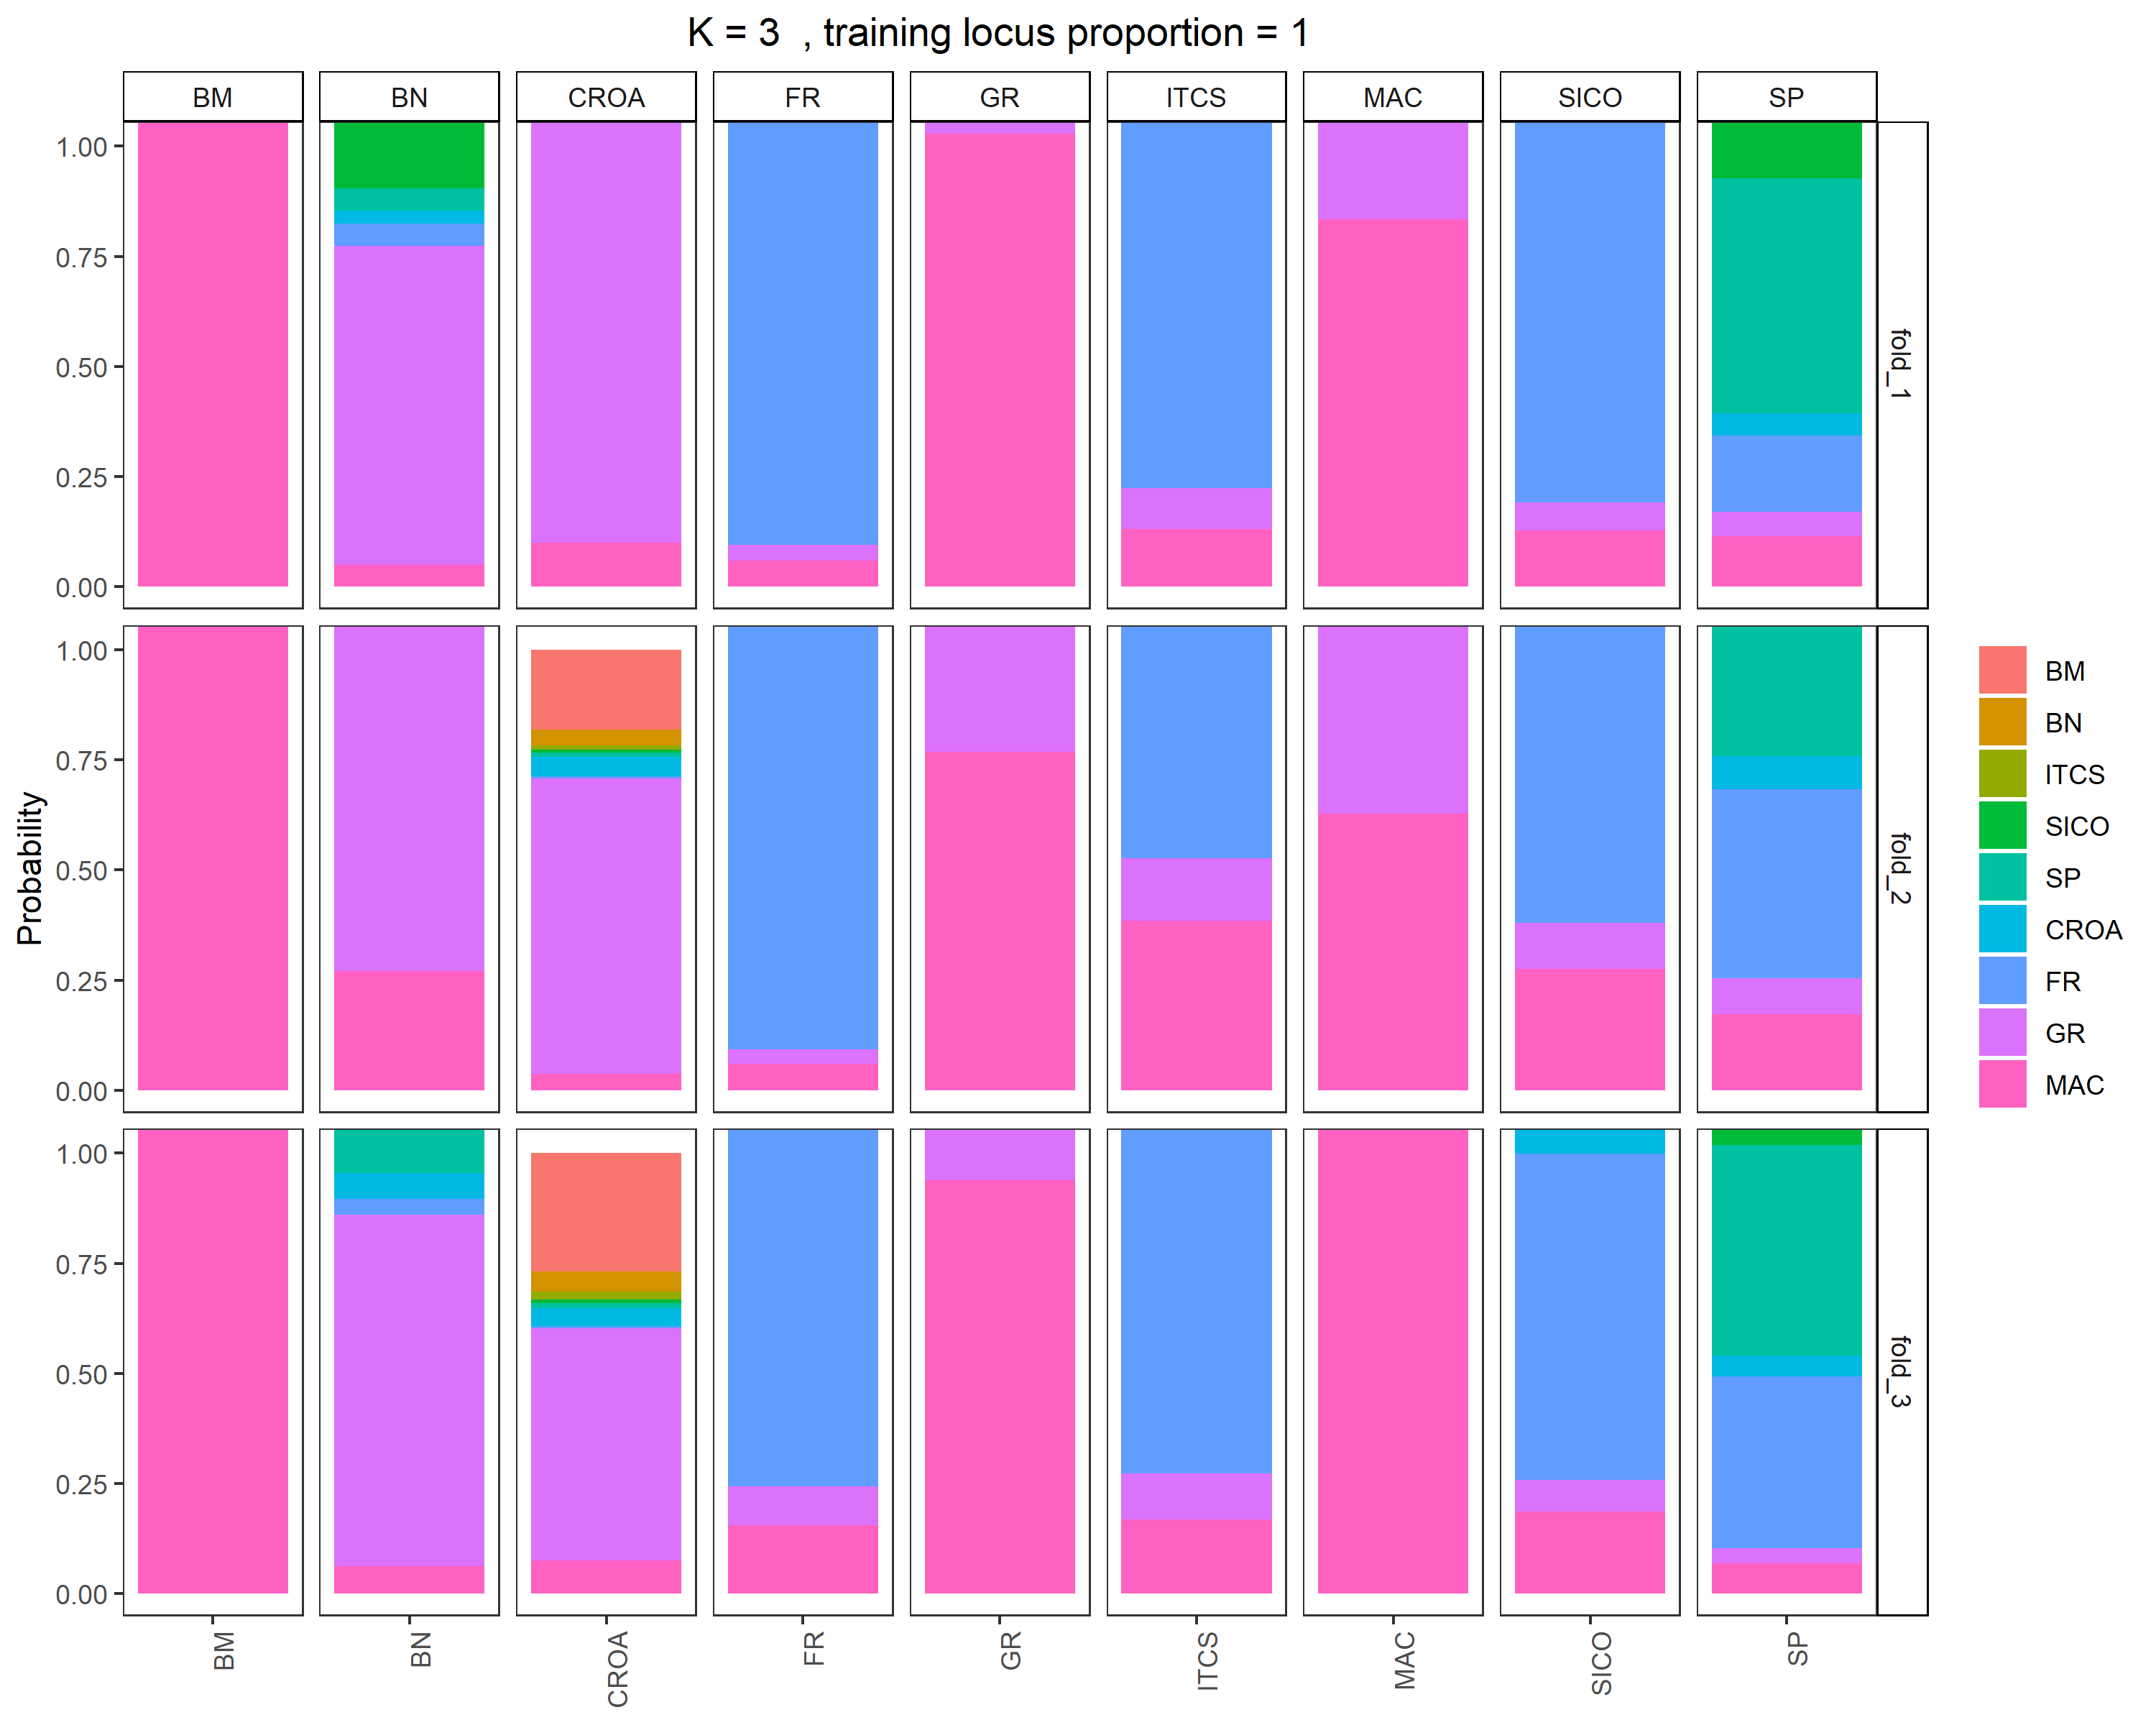 K = 3 , training locus proportion = 1
BM BN CROA FR GR ITCS MAC SICO SP
1.00
0.75
0.50
0.25
0.00
fold_1
1.00
0.75
0.50
0.25
0.00
fold_2
1.00
0.75
0.50
0.25
0.00
fold_3
Probability
BM BN CROA FR GR ITCS MAC SICO SP
BM
BN
ITCS
SICO
SP
CROA
FR
GR
MAC